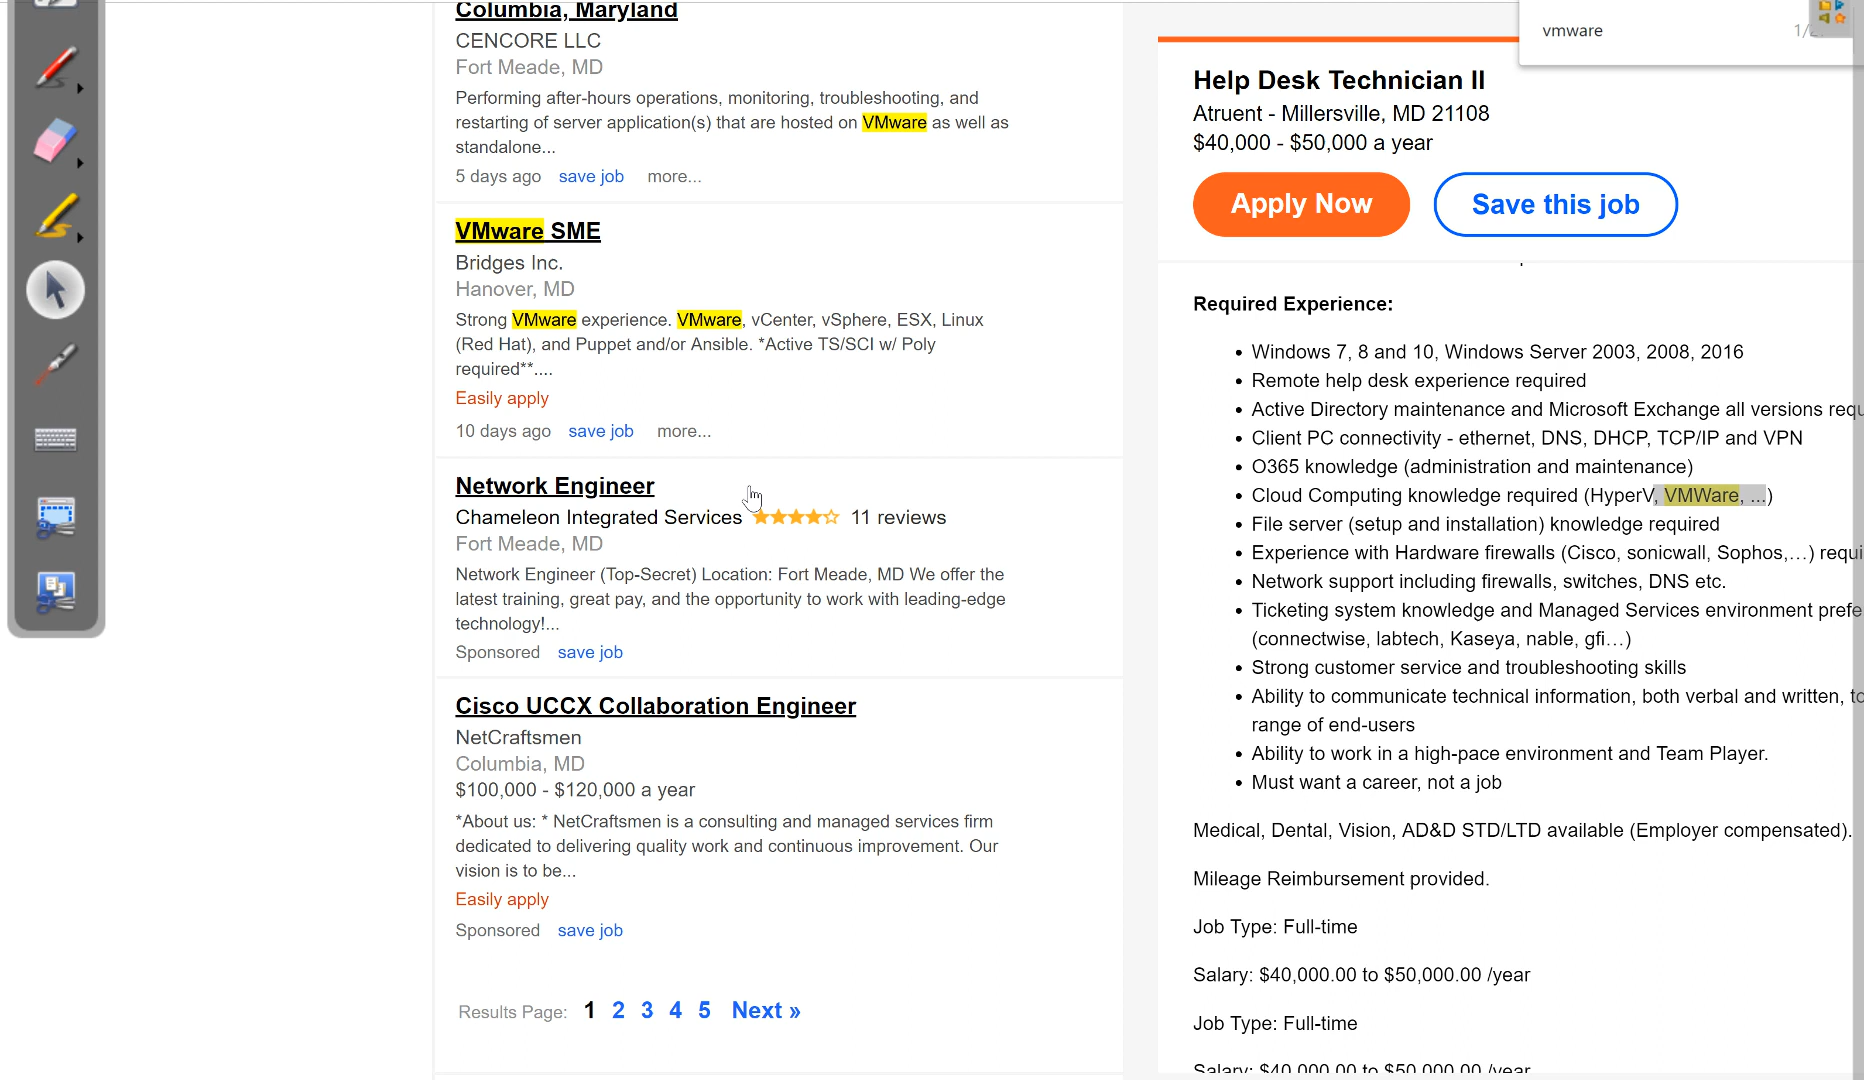 Columbia, Maryland
CENCORE LLC
Fort Meade, MD
Performing after-hours operations, monitoring, troubleshooting, and
restarting of server application(s) that are hosted on VMware as well as
standalone...
5 days ago save job more...
VMware SME
Bridges Inc.
Hanover, MD
Strong VMware experience. VMware, vCenter, vSphere, ESX, Linux
(Red Hat), and Puppet and/or Ansible. *Active TS/SCI w/ Poly
required**....
Easily apply
10 days ago save job more...
Network Engineer
Chameleon Integrated Services 11 reviews
Fort Meade, MD
Network Engineer (Top-Secret) Location: Fort Meade, MD We offer the
latest training, great pay, and the opportunity to work with leading-edge
technology!...
Sponsored save job
Cisco UCCX Collaboration Engineer
NetCraftsmen
Columbia, MD
$100,000 - $120,000 a year
*About us: * NetCraftsmen is a consulting and managed services firm
dedicated to delivering quality work and continuous improvement. Our
vision is to be...
Easily apply
Sponsored save job
Results Page: 1 2 3 4 5 Next »
vmware 1/
Help Desk Technician II
Atruent - Millersville, MD 21108
$40,000 - $50,000 a year
Apply Now Save this job
Required Experience:
• Windows 7, 8 and 10, Windows Server 2003, 2008, 2016
• Remote help desk experience required
• Active Directory maintenance and Microsoft Exchange all versions requ
• Client PC connectivity - ethernet, DNS, DHCP, TCP/IP and VPN
• O365 knowledge (administration and maintenance)
• Cloud Computing knowledge required (HyperV, VMWare, ...)
• File server (setup and installation) knowledge required
• Experience with Hardware firewalls (Cisco, sonicwall, Sophos,…) requi
• Network support including firewalls, switches, DNS etc.
• Ticketing system knowledge and Managed Services environment prefe
(connectwise, labtech, Kaseya, nable, gfi…)
• Strong customer service and troubleshooting skills
• Ability to communicate technical information, both verbal and written, to
range of end-users
• Ability to work in a high-pace environment and Team Player.
• Must want a career, not a job
Medical, Dental, Vision, AD&D STD/LTD available (Employer compensated).
Mileage Reimbursement provided.
Job Type: Full-time
Salary: $40,000.00 to $50,000.00 /year
Job Type: Full-time
Salary: $40,000.00 to $50,000.00 /year